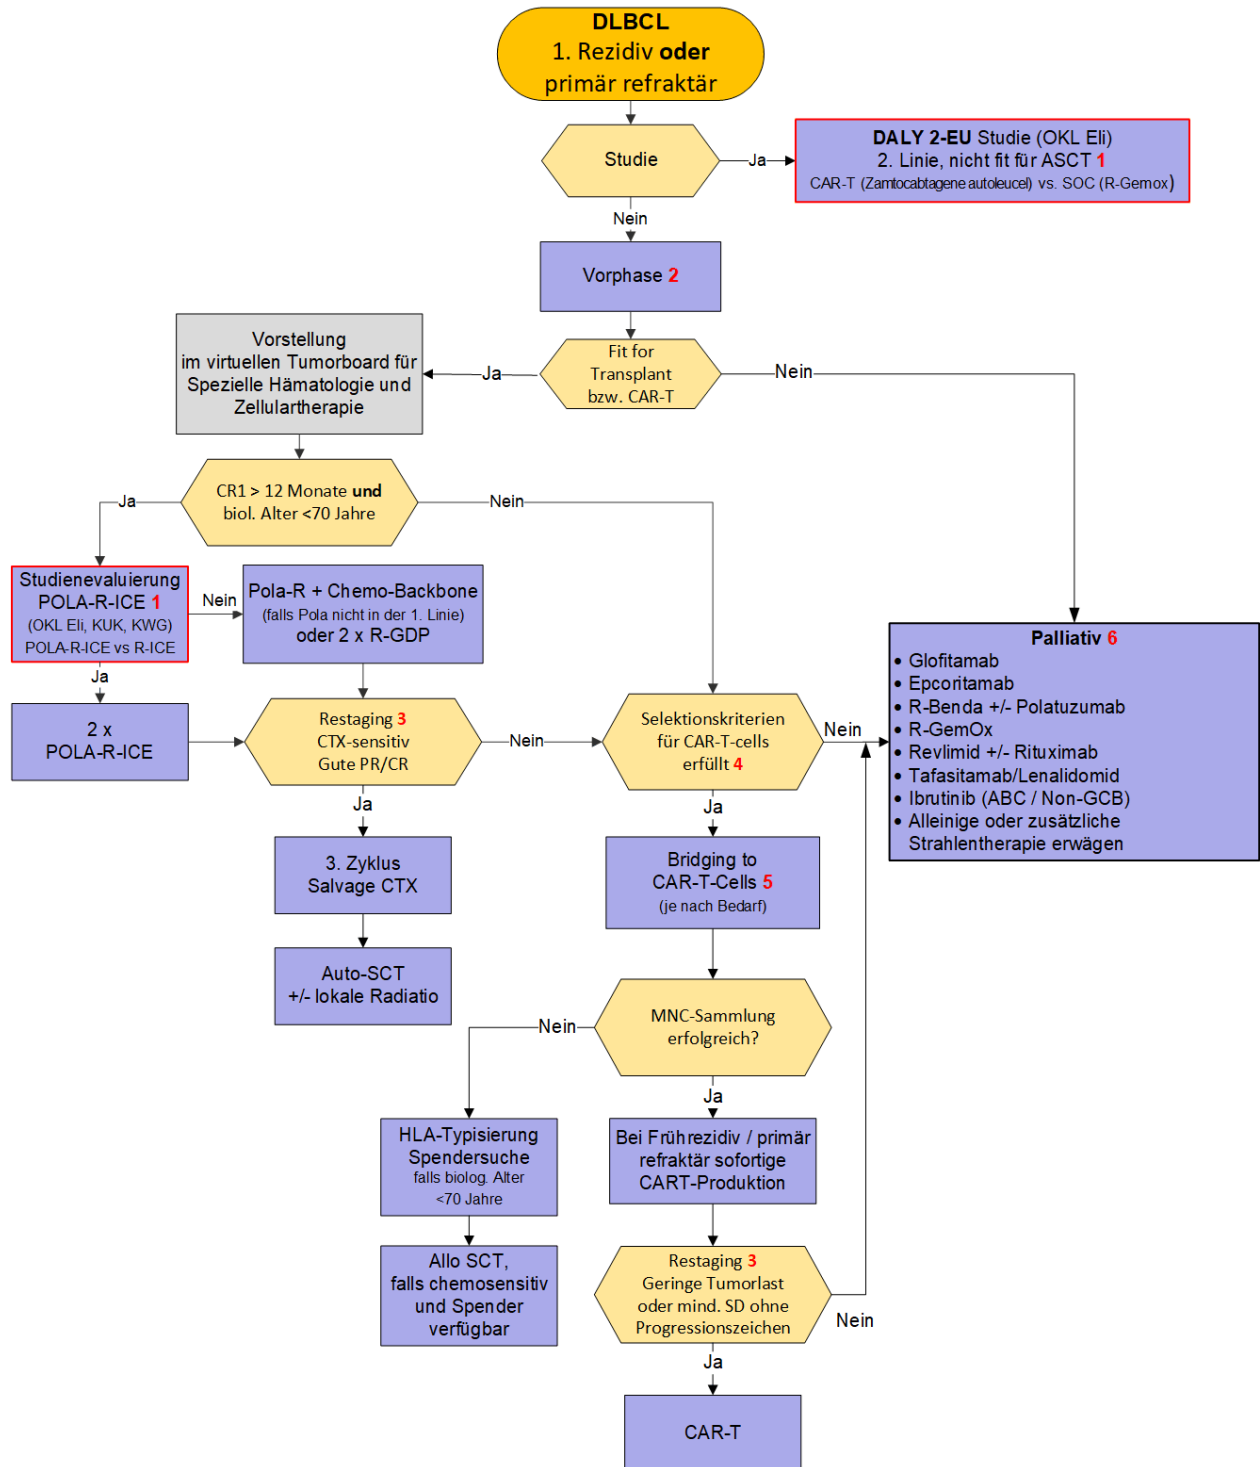 DLBCL
1. Rezidiv oder
primär refraktär
Studie
Ja
DALY 2-EU Studie (OKL Eli)
2. Linie, nicht fit für ASCT 1
CAR-T (Zamtocabtagene autoleucel) vs. SOC (R-Gemox)
Nein
Vorphase 2
Vorstellung
im virtuellen Tumorboard für
Spezielle Hämatologie und
Zellulartherapie
Ja
Fit for
Transplant
bzw. CAR-T
Nein
CR1 > 12 Monate und
biol. Alter <70 Jahre
Ja
Nein
Studienevaluierung
POLA-R-ICE 1
(OKL Eli, KUK, KWG)
POLA-R-ICE vs R-ICE
Nein
Pola-R + Chemo-Backbone
(falls Pola nicht in der 1. Linie)
oder 2 x R-GDP
Ja
2 x
POLA-R-ICE
Restaging 3
CTX-sensitiv
Gute PR/CR
Nein
Selektionskriterien
für CAR-T-cells
erfüllt 4
Nein
Palliativ 6
• Glofitamab
• Epcoritamab
• R-Benda +/- Polatuzumab
• R-GemOx
• Revlimid +/- Rituximab
• Tafasitamab/Lenalidomid
• Ibrutinib (ABC / Non-GCB)
• Alleinige oder zusätzliche
Strahlentherapie erwägen
Ja
3. Zyklus
Salvage CTX
Auto-SCT
+/- lokale Radiatio
Ja
Bridging to
CAR-T-Cells 5
(je nach Bedarf)
MNC-Sammlung
erfolgreich?
Nein
HLA-Typisierung
Spendersuche
falls biolog. Alter
<70 Jahre
Allo SCT,
falls chemosensitiv
und Spender
verfügbar
Ja
Bei Frührezidiv / primär
refraktär sofortige
CART-Produktion
Restaging 3
Geringe Tumorlast
oder mind. SD ohne
Progressionszeichen
Nein
Ja
CAR-T